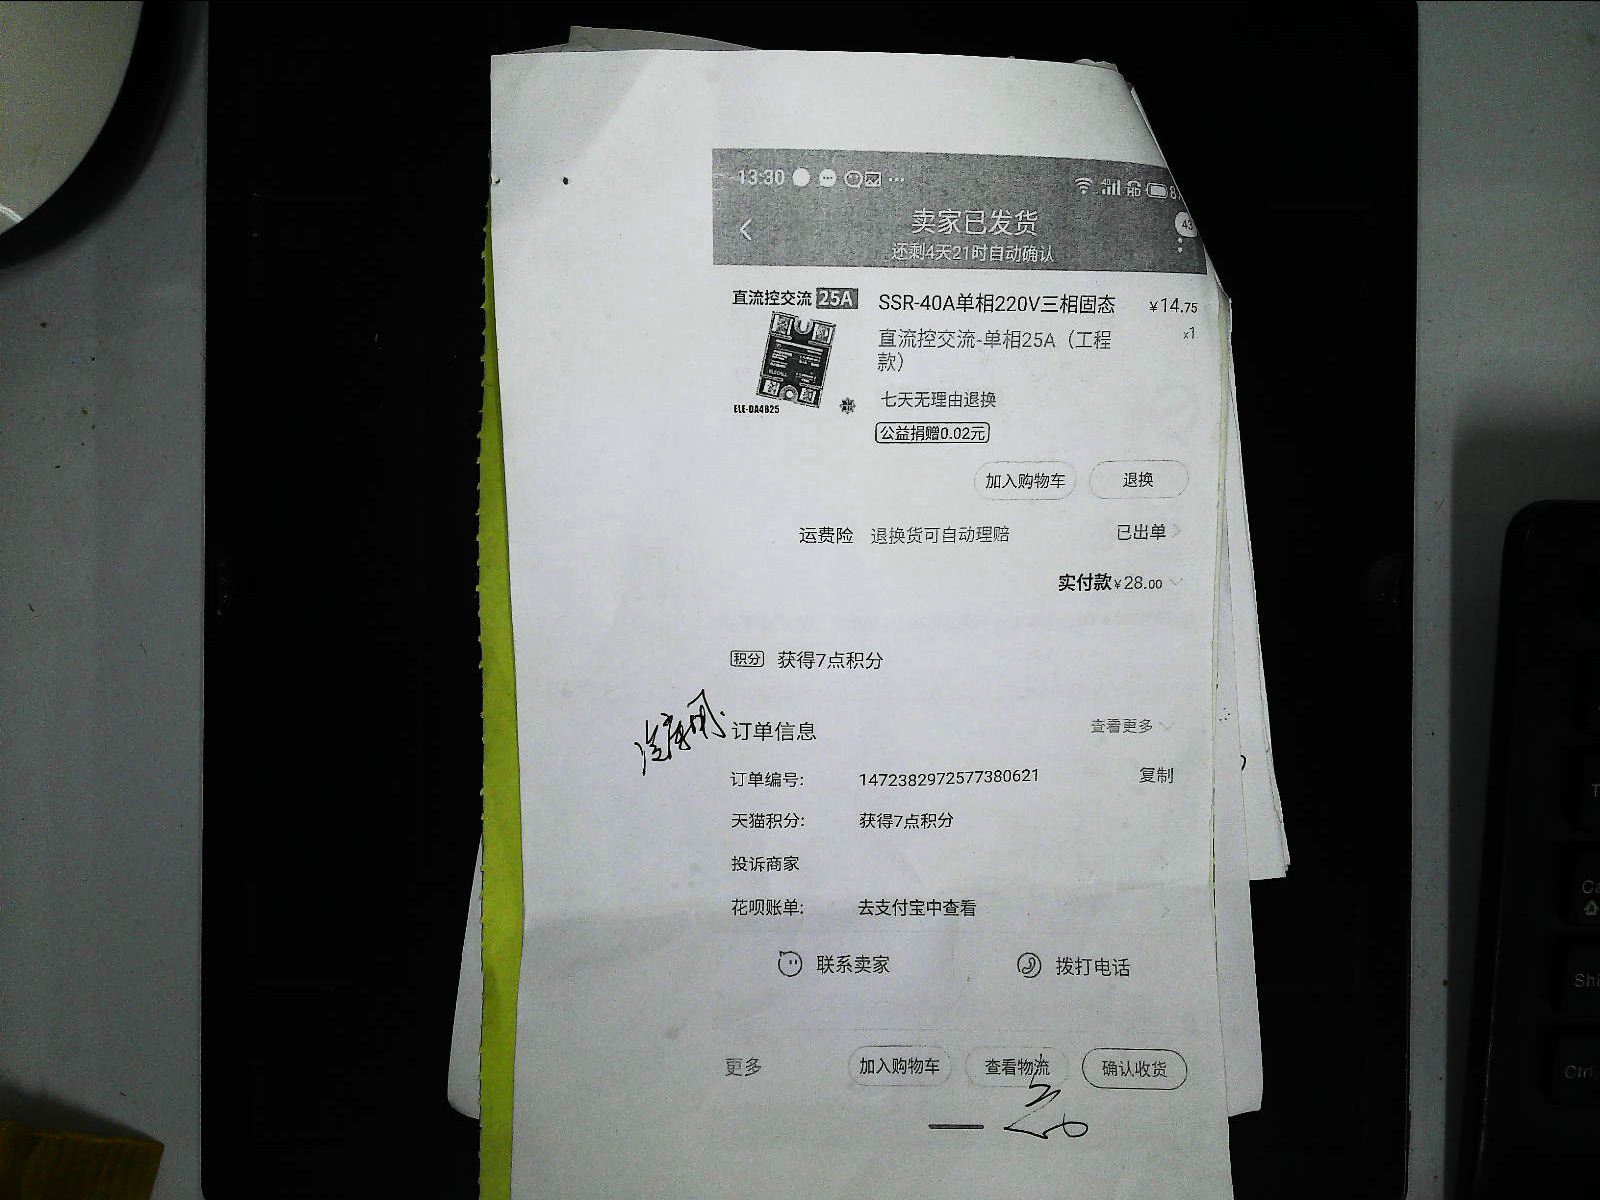 13:30
卖家已发货
43
还剩4天21时自动确认
直流控交流 25A
SSR-40A单相220V三相固态
¥14.75
直流控交流-单相25A（工程
款）
x1
ELE-DA4825
七天无理由退换
公益捐赠0.02元
加入购物车
退换
运费险 退换货可自动理赔 已出单
实付款¥28.00
积分 获得7点积分
订单信息 查看更多
订单编号: 1472382972577380621 复制
天猫积分: 获得7点积分
投诉商家
花呗账单: 去支付宝中查看
联系卖家 拨打电话
更多 加入购物车 查看物流 确认收货
Ctrl